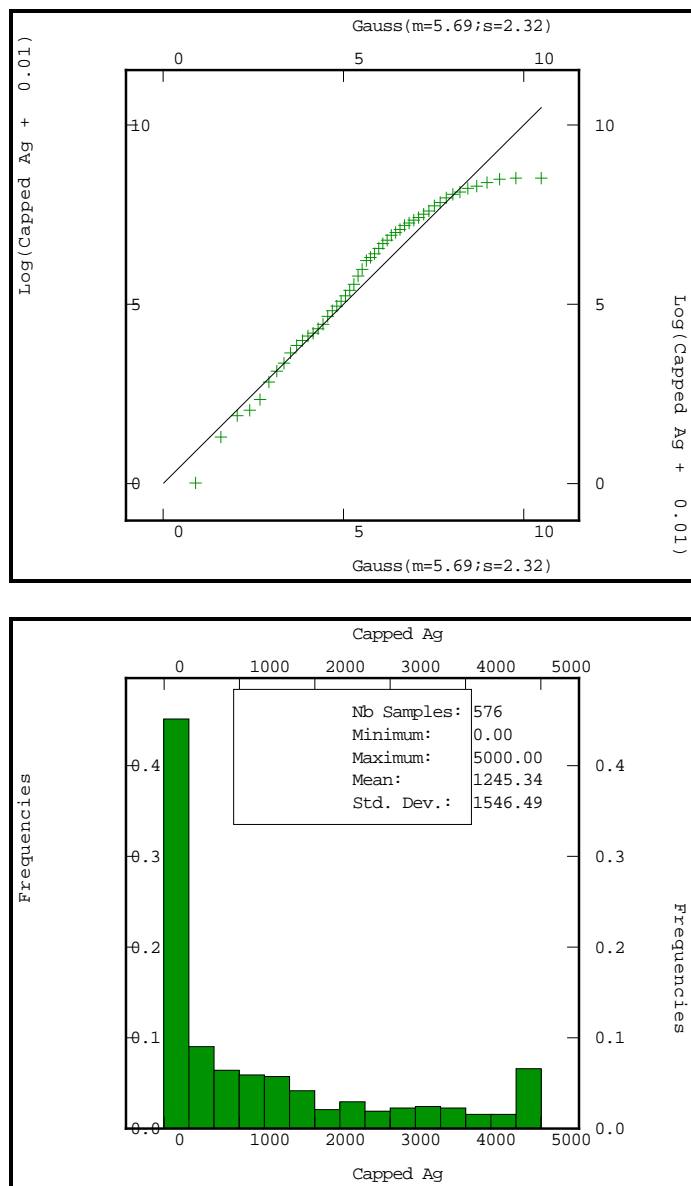 Gauss(m=5.69;s=2.32)
0 5 10
Log(Capped Ag + 0.01)
10 10
5 5
0 0
Log(Capped Ag + 0.01)
0 5 10
Gauss(m=5.69;s=2.32)
Capped Ag
0 1000 2000 3000 4000 5000
Nb Samples: 576
Minimum: 0.00
Maximum: 5000.00
Mean: 1245.34
Std. Dev.: 1546.49
Frequencies
0.4 0.4
0.3 0.3
0.2 0.2
0.1 0.1
0.0 0.0
Frequencies
0 1000 2000 3000 4000 5000
Capped Ag